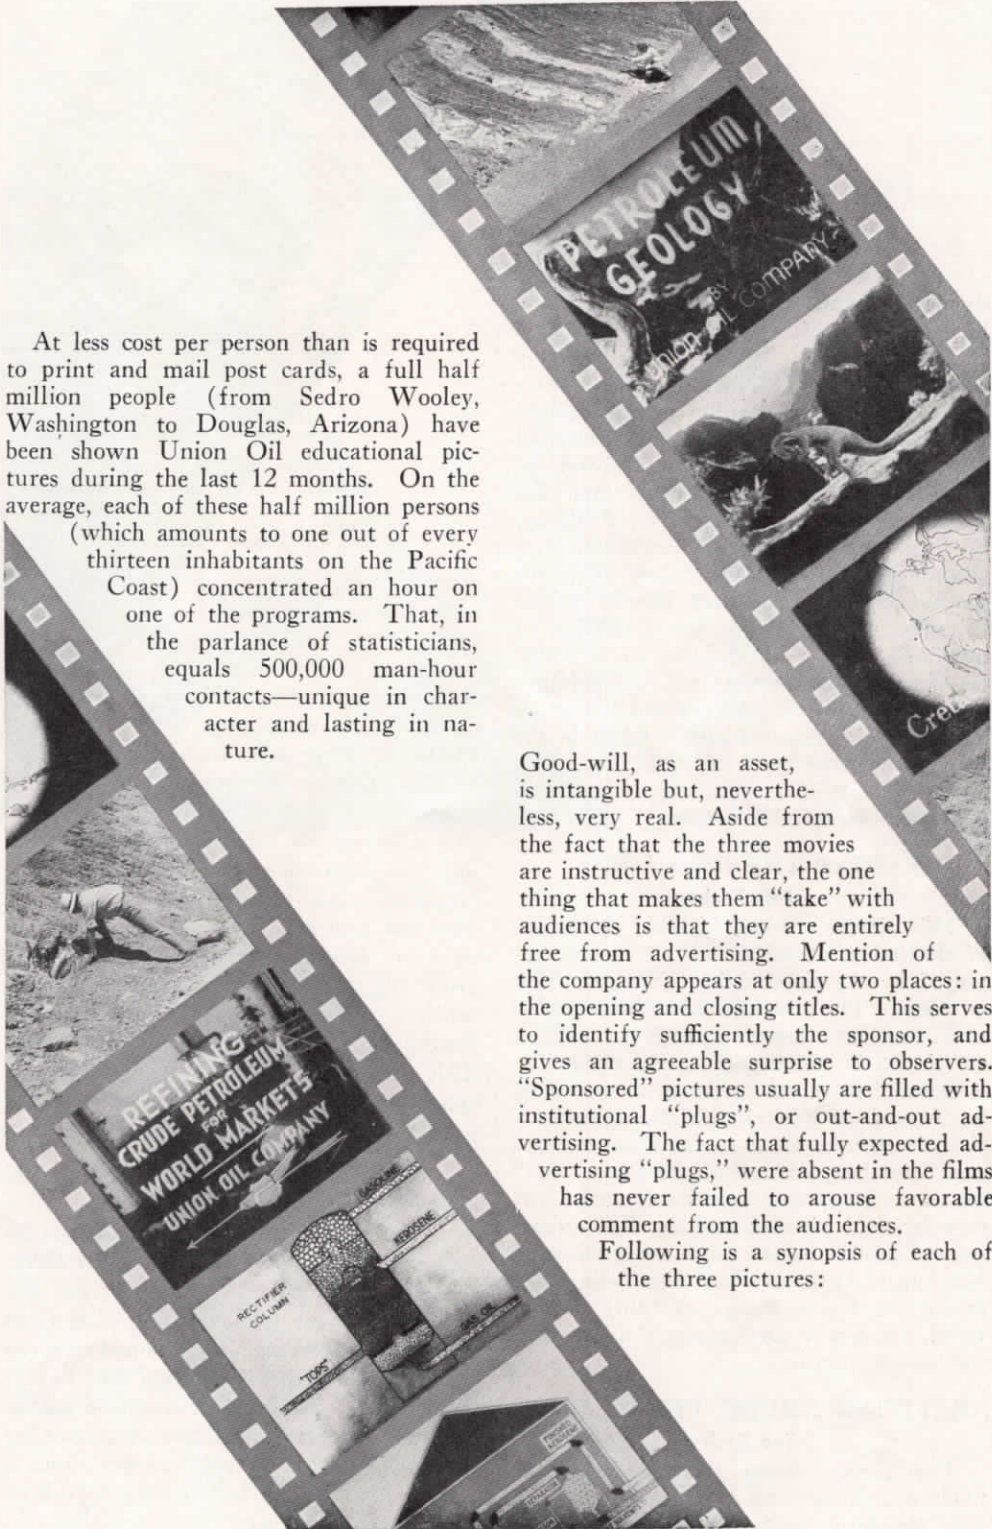 PETROLEUM
GEOLOGY
BY
UNION OIL COMPANY
At less cost per person than is required
to print and mail post cards, a full half
million people (from Sedro Wooley,
Washington to Douglas, Arizona) have
been shown Union Oil educational pic-
tures during the last 12 months. On the
average, each of these half million persons
(which amounts to one out of every
thirteen inhabitants on the Pacific
Coast) concentrated an hour on
one of the programs. That, in
the parlance of statisticians,
equals 500,000 man-hour
contacts—unique in char-
acter and lasting in na-
ture.
Good-will, as an asset,
is intangible but, neverthe-
less, very real. Aside from
the fact that the three movies
are instructive and clear, the one
thing that makes them "take" with
audiences is that they are entirely
free from advertising. Mention of
the company appears at only two places: in
the opening and closing titles. This serves
to identify sufficiently the sponsor, and
gives an agreeable surprise to observers.
"Sponsored" pictures usually are filled with
institutional "plugs", or out-and-out ad-
vertising. The fact that fully expected ad-
vertising "plugs," were absent in the films
has never failed to arouse favorable
comment from the audiences.
Following is a synopsis of each of
the three pictures:
REFINING
CRUDE PETROLEUM
FOR
WORLD MARKETS
UNION OIL COMPANY
GASOLINE
KEROSENE
RECTIFIER
COLUMN
GAS OIL
"TOPS"